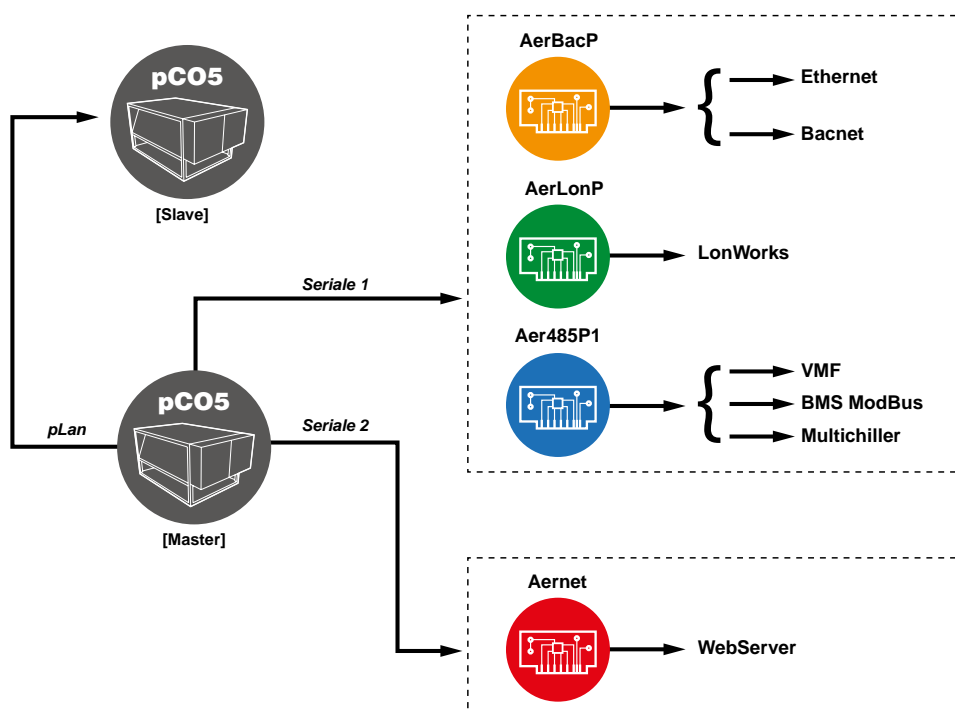 AerBacP
pCO5
Ethernet
Bacnet
[Slave]
AerLonP
LonWorks
Seriale 1
Aer485P1
VMF
BMS ModBus
Multichiller
pCO5
pLan
Seriale 2
[Master]
Aernet
WebServer